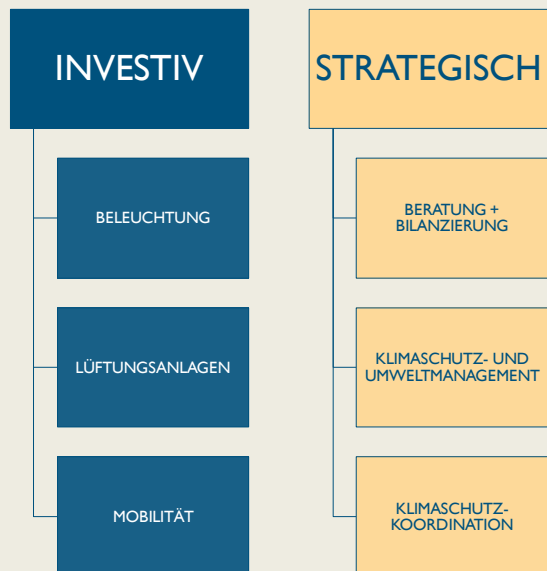 INVESTIV
BELEUCHTUNG
LÜFTUNGSANLAGEN
MOBILITÄT
STRATEGISCH
BERATUNG +
BILANZIERUNG
KLIMASCHUTZ- UND
UMWELTMANAGEMENT
KLIMASCHUTZ-
KOORDINATION